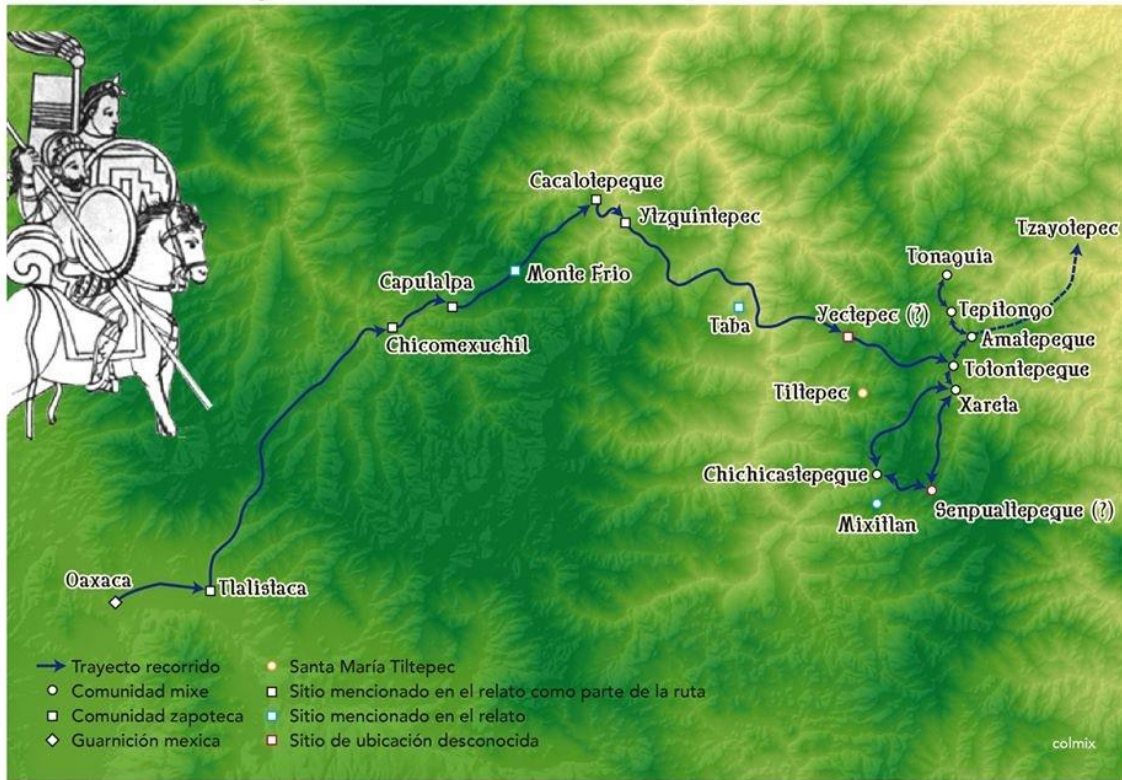 Cacalotepeque
Ytzquintepec
Tzayotepec
Tonaguia
Capulalpa
Monte Frio
Tepitongo
Taba
Yectepec (?)
Amatepeque
Chicomexuchil
Totontepeque
Tiltepec
Xareta
Chichicastepeque
Senpualtepeque (?)
Mixitlan
Oaxaca
Tlalistaca
Trayecto recorrido
Comunidad mixe
Comunidad zapoteca
Guarnición mexica
Santa María Tiltepec
Sitio mencionado en el relato como parte de la ruta
Sitio mencionado en el relato
Sitio de ubicación desconocida
colmix